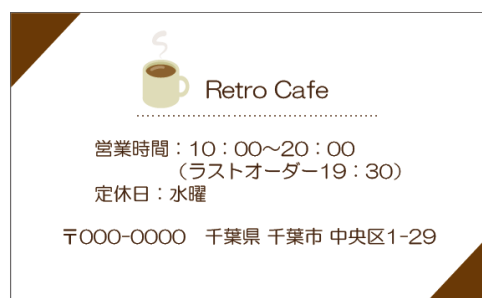 Retro Cafe
営業時間：10：00～20：00
（ラストオーダー19：30）
定休日：水曜
〒000-0000　千葉県 千葉市 中央区1-29